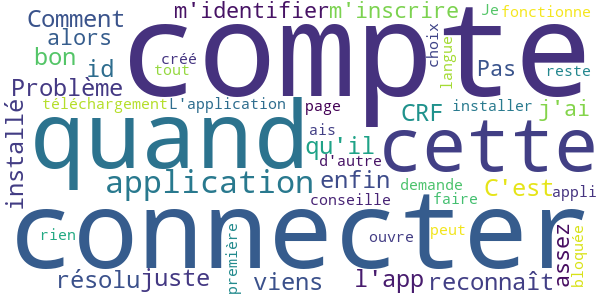 Comment
m'identifier
m'inscrire
Je
fonctionne
alors
compte
choix
langue
bon
id
créé
tout
Pas
reste
Problème
téléchargement
L'application
page
CRF
installer
j'ai
installé
quand
ais
qu'il
cette
d'autre
application
enfin
conseille
demande
faire
C'est
appli
connecter
rien
première
ouvre
peut
assez
bloquée
résolu
juste
viens
l'app
reconnaît